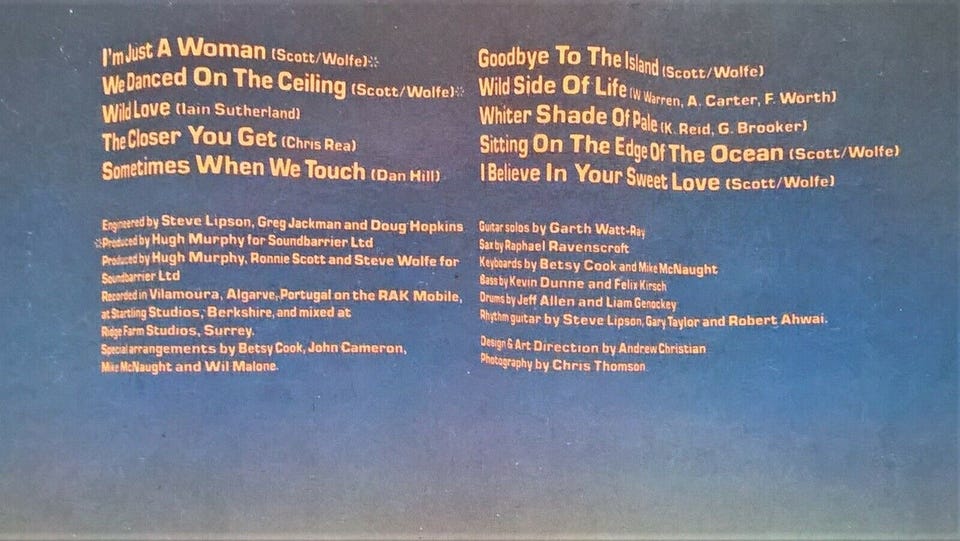 I'm Just A Woman (Scott/Wolfe)※
We Danced On The Ceiling (Scott/Wolfe)※
Wild Love (Iain Sutherland)
The Closer You Get (Chris Rea)
Sometimes When We Touch (Dan Hill)
Engineered by Steve Lipson, Greg Jackman and Doug Hopkins
※Produced by Hugh Murphy for Soundbarrier Ltd
Produced by Hugh Murphy, Ronnie Scott and Steve Wolfe for
Soundbarrier Ltd
Recorded in Vilamoura, Algarve, Portugal on the RAK Mobile,
at Startling Studios, Berkshire, and mixed at
Ridge Farm Studios, Surrey.
Special arrangements by Betsy Cook, John Cameron,
Mike McNaught and Wil Malone.
Goodbye To The Island (Scott/Wolfe)
Wild Side Of Life (W Warren, A. Carter, F. Worth)
Whiter Shade Of Pale (K. Reid, G. Brooker)
Sitting On The Edge Of The Ocean (Scott/Wolfe)
I Believe In Your Sweet Love (Scott/Wolfe)
Guitar solos by Garth Watt-Ray
Sax by Raphael Ravenscroft
Keyboards by Betsy Cook and Mike McNaught
Bass by Kevin Dunne and Felix Kirsch
Drums by Jeff Allen and Liam Genockey
Rhythm guitar by Steve Lipson, Gary Taylor and Robert Ahwai.
Design & Art Direction by Andrew Christian
Photography by Chris Thomson